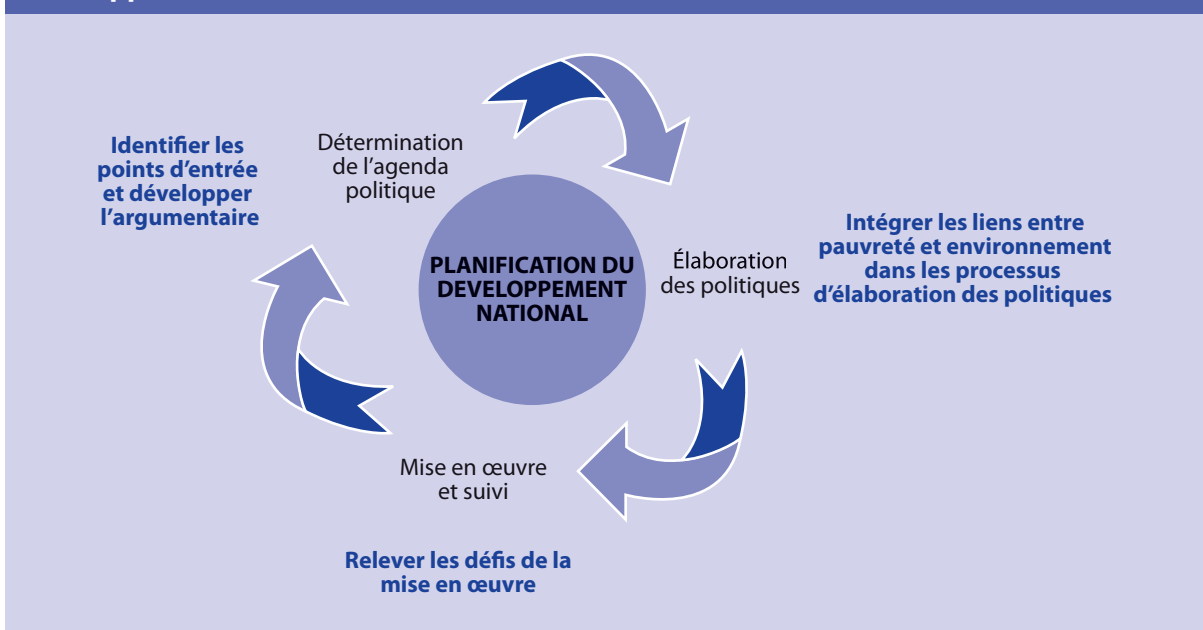 Identifier les
points d'entrée
et développer
l'argumentaire
Détermination
de l'agenda
politique
PLANIFICATION DU
DEVELOPPEMENT
NATIONAL
Élaboration
des politiques
Intégrer les liens entre
pauvreté et environnement
dans les processus
d'élaboration des politiques
Mise en œuvre
et suivi
Relever les défis de la
mise en œuvre